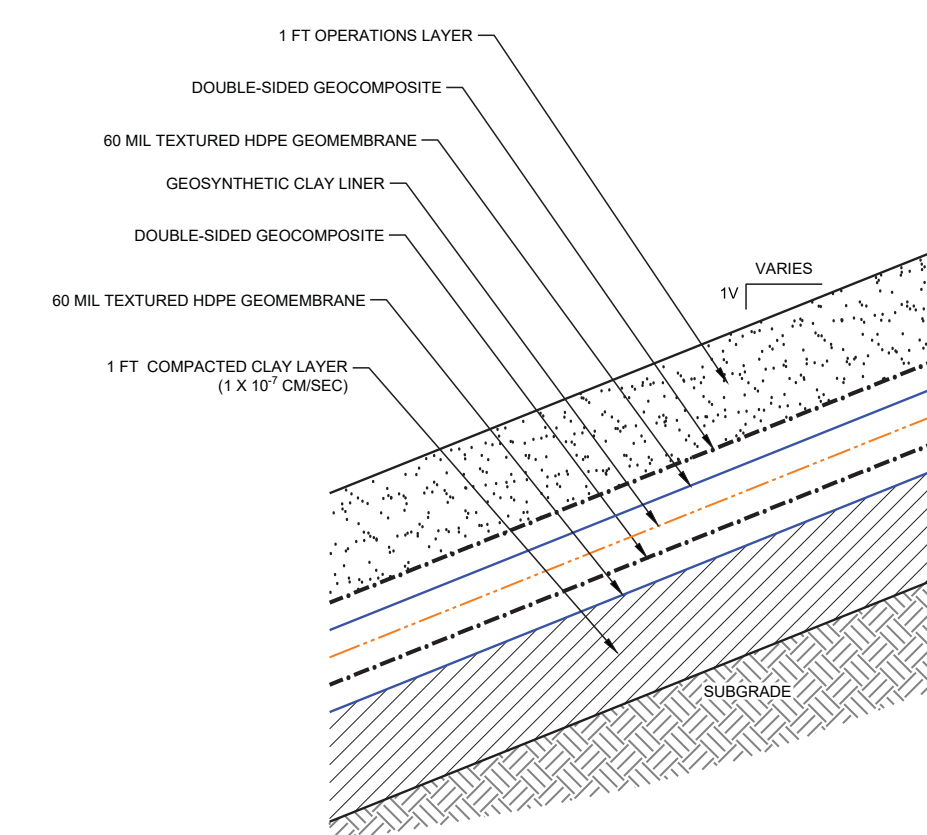 1 FT OPERATIONS LAYER
DOUBLE-SIDED GEOCOMPOSITE
60 MIL TEXTURED HDPE GEOMEMBRANE
GEOSYNTHETIC CLAY LINER
DOUBLE-SIDED GEOCOMPOSITE
60 MIL TEXTURED HDPE GEOMEMBRANE
1 FT COMPACTED CLAY LAYER
(1 X 10⁻⁷ CM/SEC)
VARIES
1V
SUBGRADE